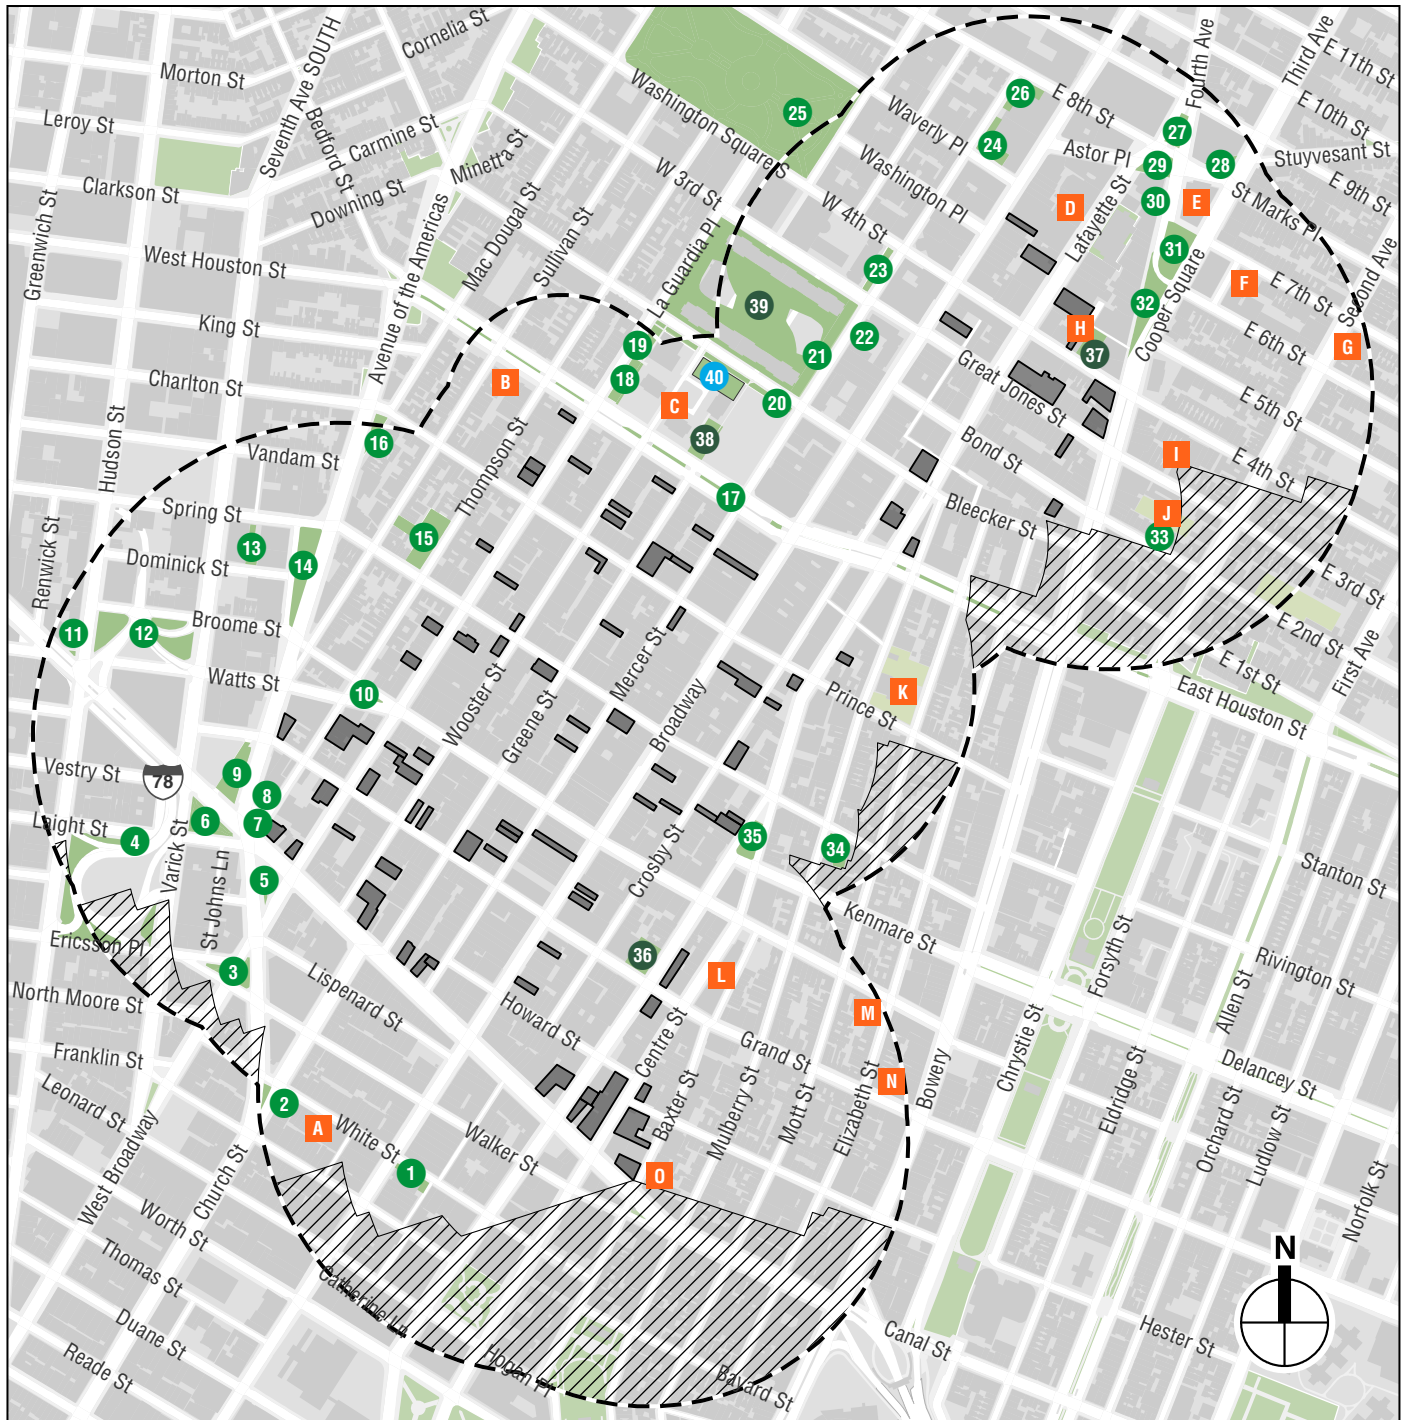 Cornelia St
Seventh Ave SOUTH
Fourth Ave
Third Ave
E 11th St
Morton St
26
E 8th St
E 10th St
Leroy St
Bedford St
Carmine St
Minetta St
Washington Square S
25
Waverly Pl
24
27
Astor Pl
29
28
Stuyvesant St
Washington Pl
Clarkson St
Downing St
Mac Dougal St
W 3rd St
W 4th St
D
Lafayette St
30
E
St Marks Pl
E 9th St
Greenwich St
Avenue of the Americas
Sullivan St
La Guardia Pl
23
31
West Houston St
39
32
Cooper Square
F
E 7th St
Second Ave
King St
19
22
H
37
E 6th St
G
21
Charlton St
B
18
C
40
20
Great Jones St
E 5th St
16
38
Hudson St
Vandam St
Thompson St
Bond St
I
E 4th St
17
Spring St
Bleecker St
J
33
13
15
Renwick St
Dominick St
14
E 3rd St
11
12
Broome St
E 2nd St
Watts St
10
Wooster St
Greene St
Mercer St
Broadway
Prince St
K
E 1st St
First Ave
East Houston St
Vestry St
78
9
8
Laight St
4
6
7
35
34
Varick St
St Johns Ln
5
Crosby St
Stanton St
Ericsson Pl
3
36
L
Kenmare St
Forsyth St
Rivington St
North Moore St
Lispenard St
Howard St
Centre St
M
Chrystie St
Allen St
Franklin St
Grand St
Delancey St
Leonard St
2
A
White St
Walker St
Baxter St
Mulberry St
Mott St
Elizabeth St
N
Bowery
Eldridge St
Orchard St
Ludlow St
West Broadway
Church St
1
O
Norfolk St
Worth St
Thomas St
Catherine Ln
N
Duane St
Reade St
Hogan Pl
Bayard St
Canal St
Hester St